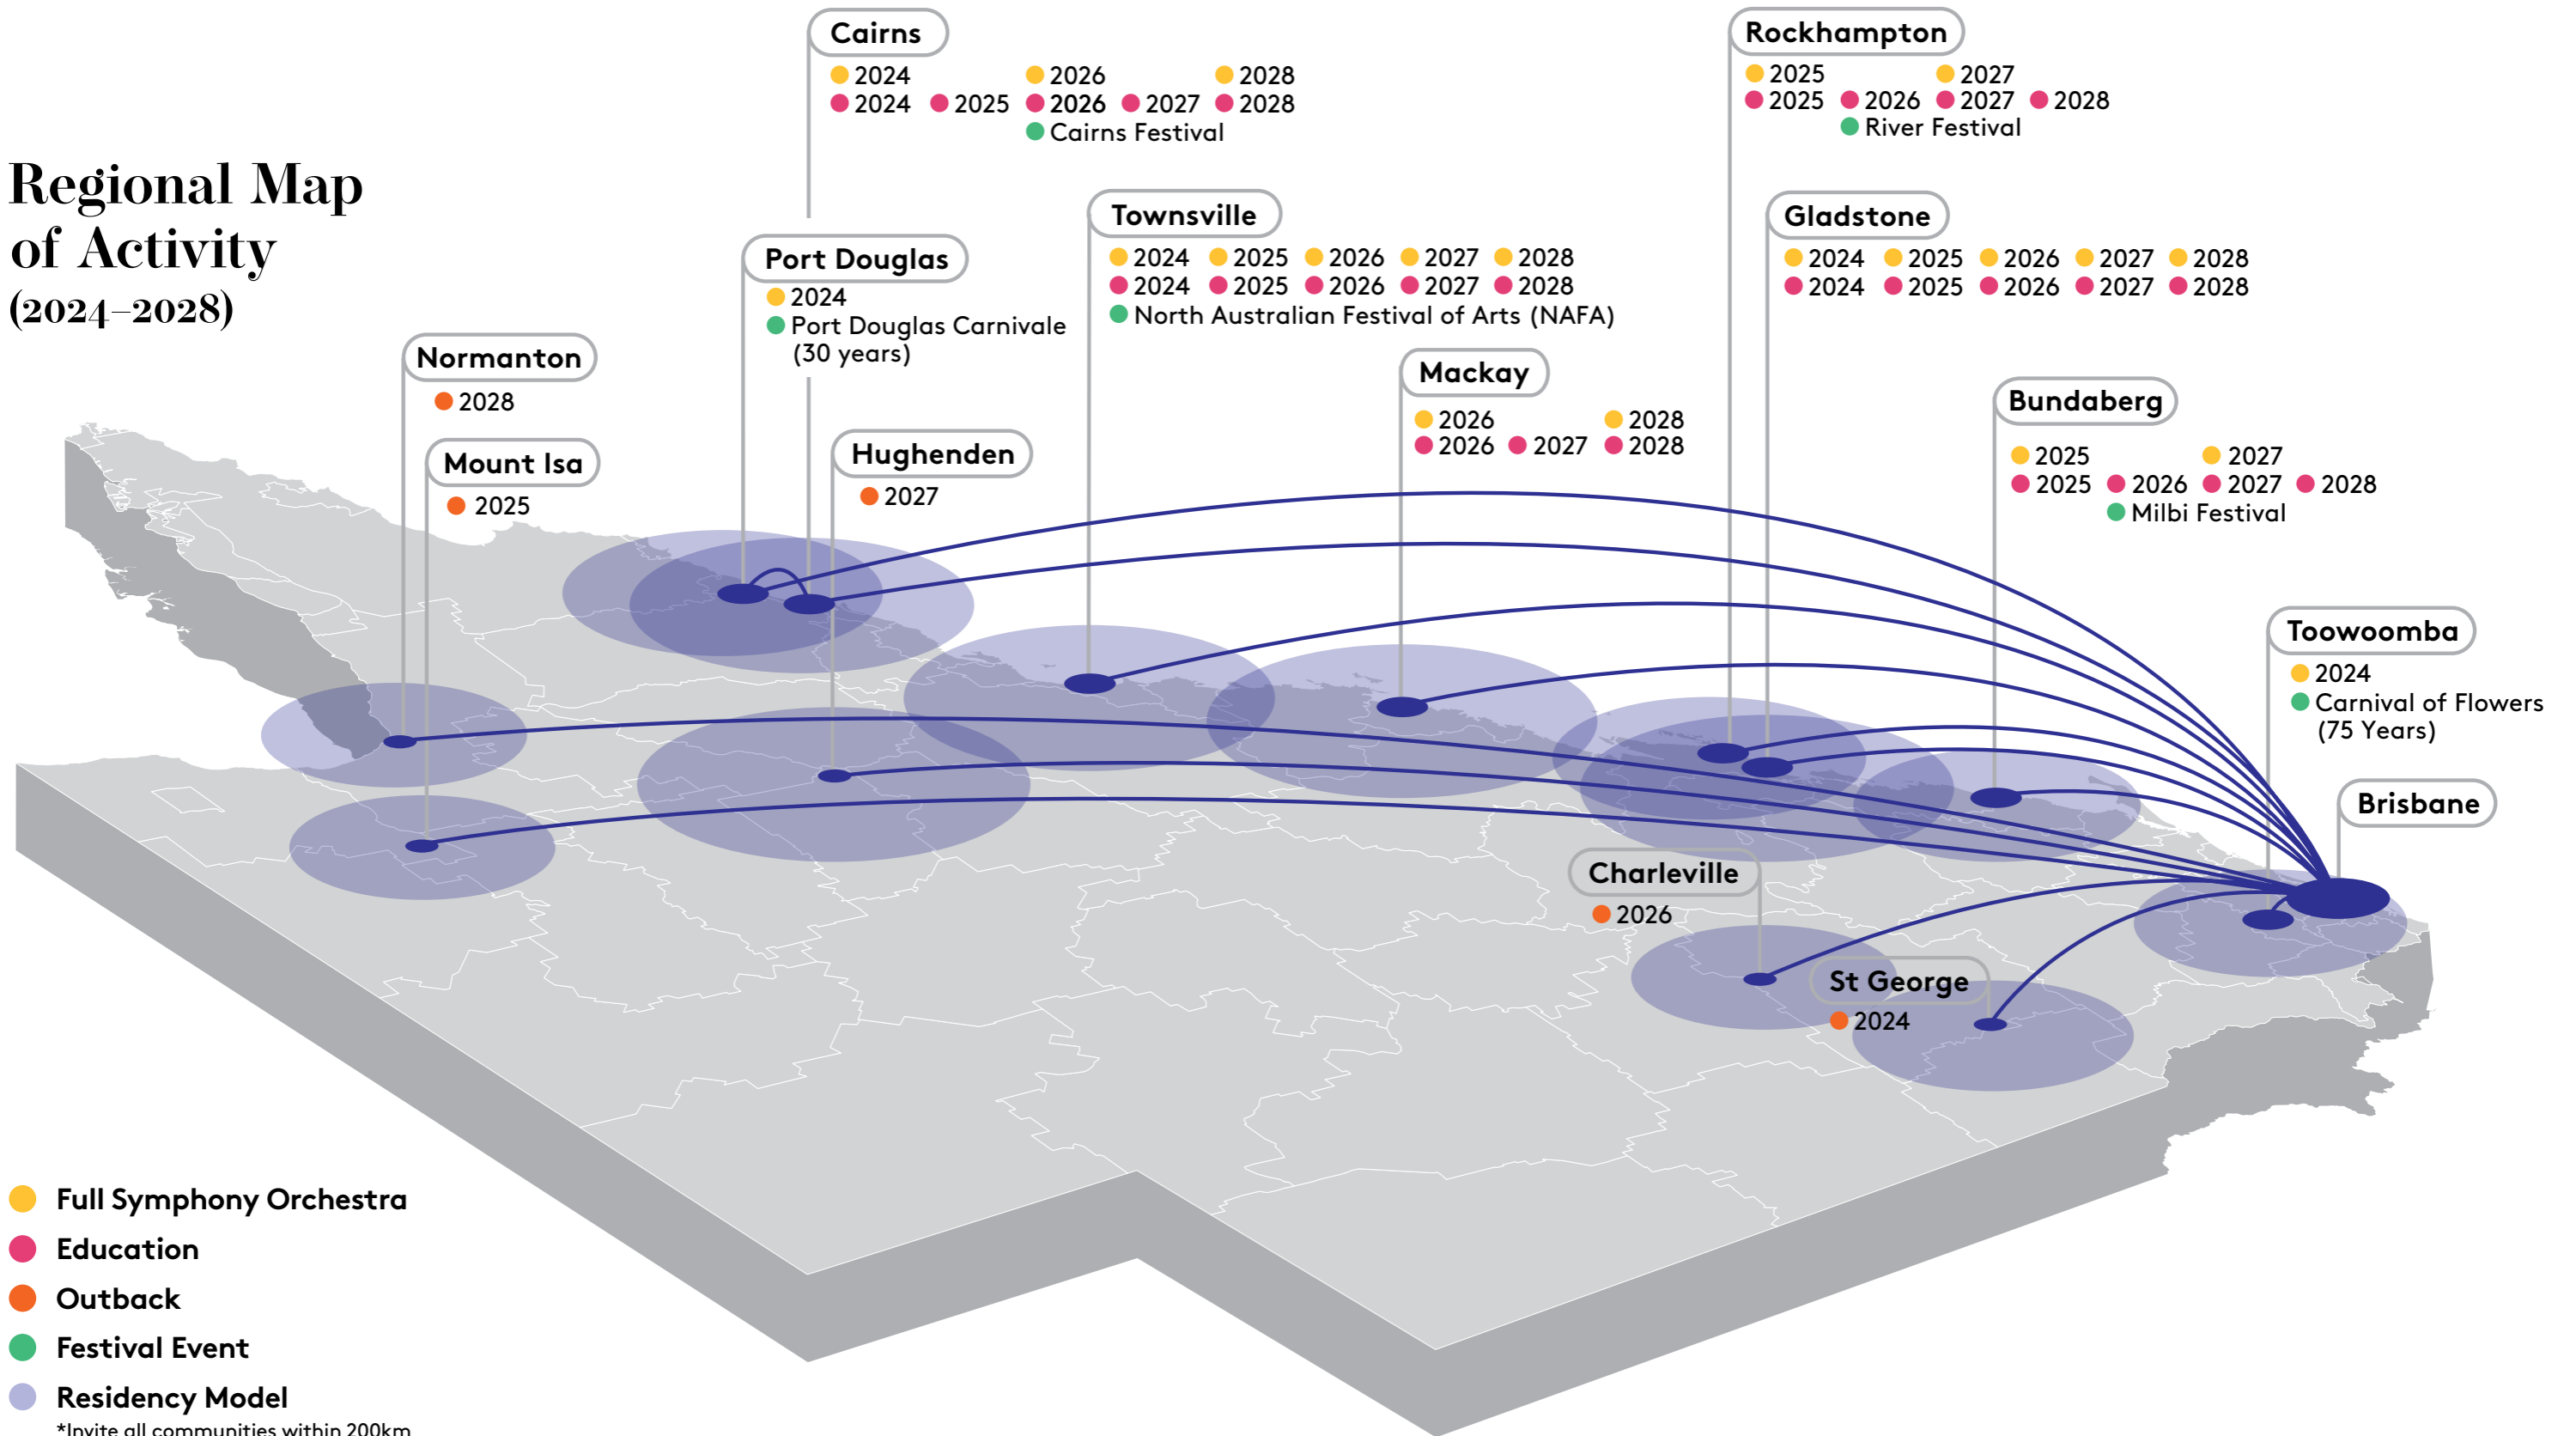 Regional Map
of Activity
(2024–2028)
Cairns
2024 2026 2028
2024 2025 2026 2027 2028
Cairns Festival
Rockhampton
2025 2027
2025 2026 2027 2028
River Festival
Port Douglas
2024
Port Douglas Carnivale
(30 years)
Townsville
2024 2025 2026 2027 2028
2024 2025 2026 2027 2028
North Australian Festival of Arts (NAFA)
Gladstone
2024 2025 2026 2027 2028
2024 2025 2026 2027 2028
Normanton
2028
Mount Isa
2025
Hughenden
2027
Mackay
2026 2028
2026 2027 2028
Bundaberg
2025 2027
2025 2026 2027 2028
Milbi Festival
Toowoomba
2024
Carnival of Flowers
(75 Years)
Brisbane
Charleville
2026
St George
2024
Full Symphony Orchestra
Education
Outback
Festival Event
Residency Model
*Invite all communities within 200km